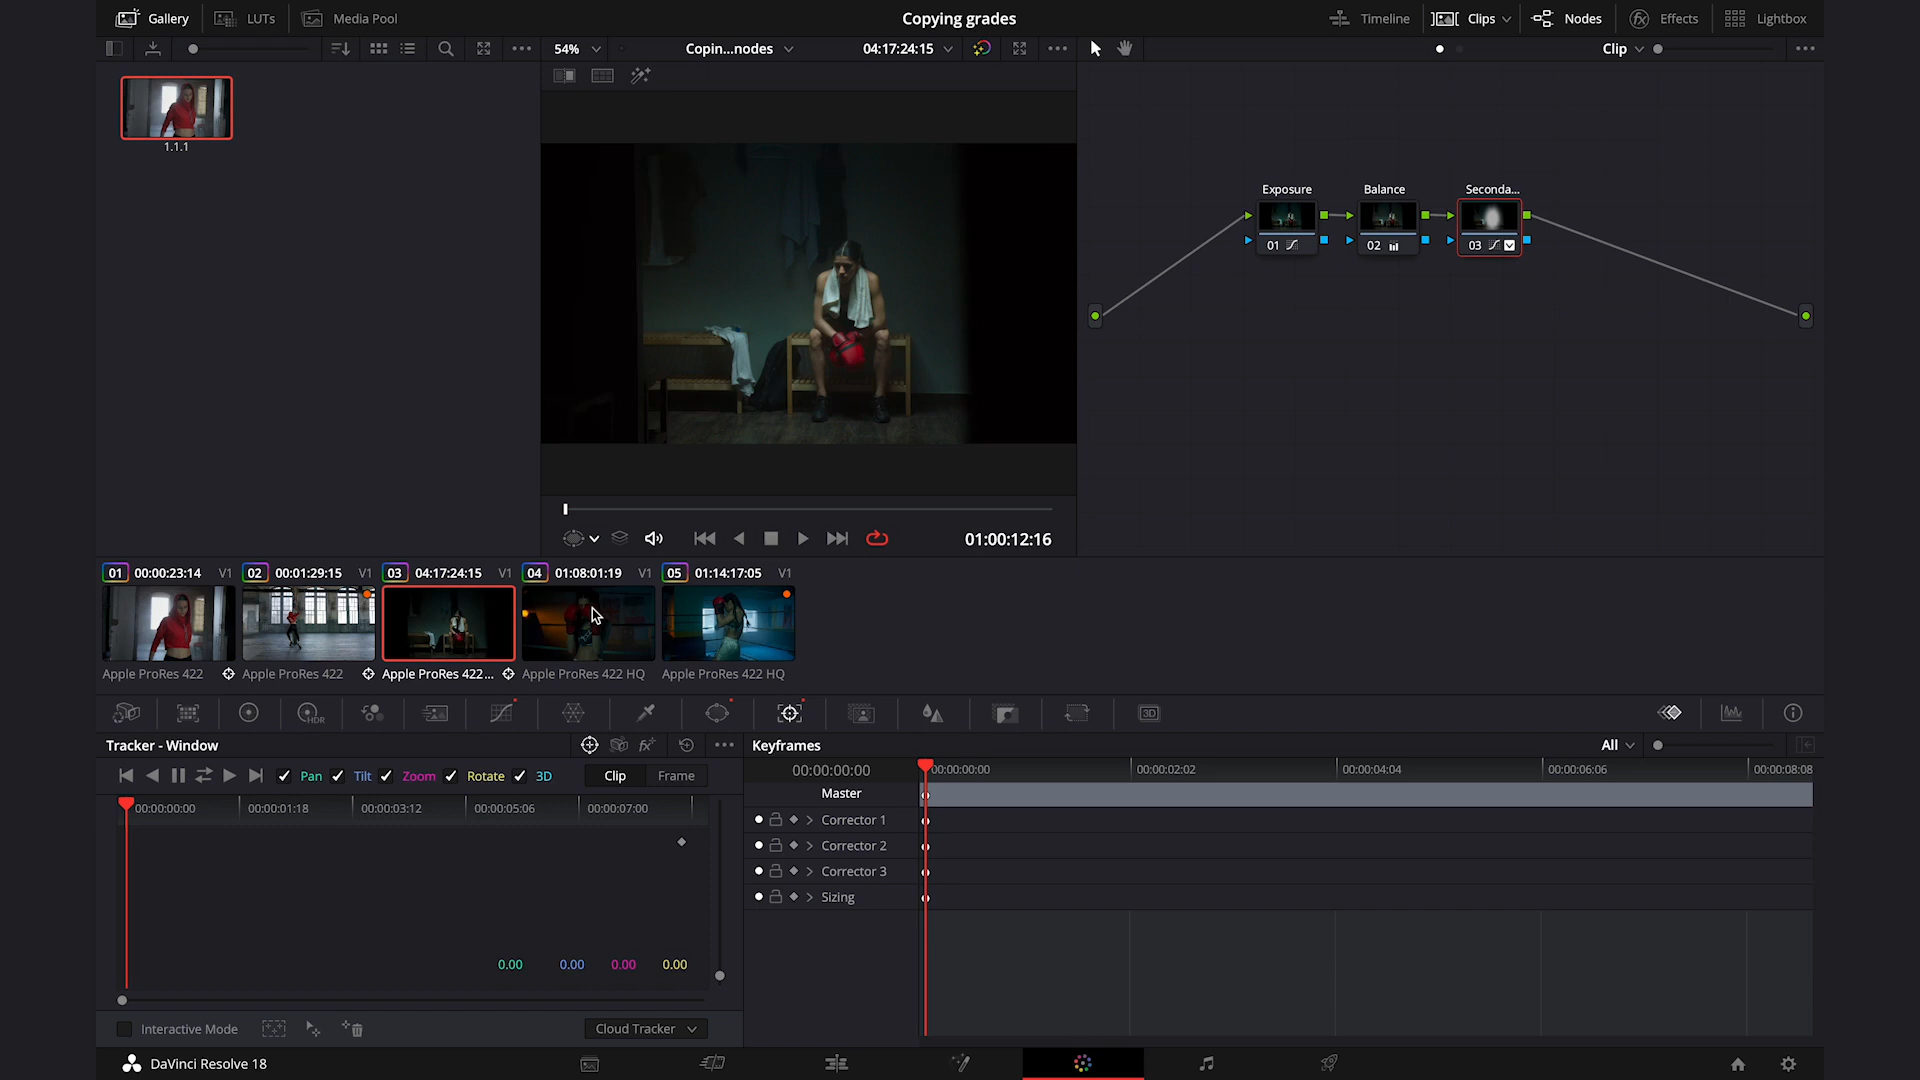 Gallery LUTs Media Pool Copying grades Timeline Clips Nodes Effects Lightbox
54% Copin...nodes 04:17:24:15 Clip
1.1.1
Exposure Balance Seconda...
01 02 03
01:00:12:16
01 00:00:23:14 V1 02 00:01:29:15 V1 03 04:17:24:15 V1 04 01:08:01:19 V1 05 01:14:17:05 V1
Apple ProRes 422 Apple ProRes 422 Apple ProRes 422... Apple ProRes 422 HQ Apple ProRes 422 HQ
HDR 3D
Tracker - Window Keyframes All
Pan Tilt Zoom Rotate 3D Clip Frame
00:00:00:00 00:00:00:00 00:00:02:02 00:00:04:04 00:00:06:06 00:00:08:08
Master
00:00:00:00 00:00:01:18 00:00:03:12 00:00:05:06 00:00:07:00
Corrector 1
Corrector 2
Corrector 3
Sizing
0.00 0.00 0.00 0.00
Interactive Mode Cloud Tracker
DaVinci Resolve 18